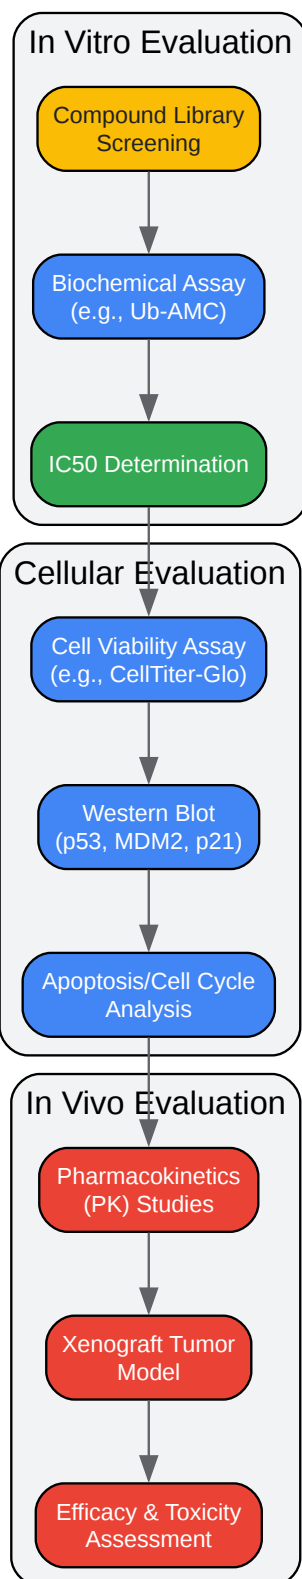 In Vitro Evaluation
Compound Library
Screening
Biochemical Assay
(e.g., Ub-AMC)
IC50 Determination
Cellular Evaluation
Cell Viability Assay
(e.g., CellTiter-Glo)
Western Blot
(p53, MDM2, p21)
Apoptosis/Cell Cycle
Analysis
In Vivo Evaluation
Pharmacokinetics
(PK) Studies
Xenograft Tumor
Model
Efficacy & Toxicity
Assessment